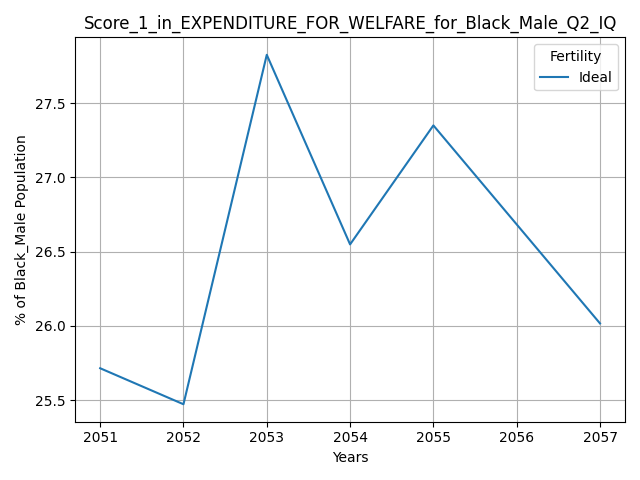 Score_1_in_EXPENDITURE_FOR_WELFARE_for_Black_Male_Q2_IQ
Fertility
Ideal
% of Black_Male Population
27.5
27.0
26.5
26.0
25.5
2051 2052 2053 2054 2055 2056 2057
Years